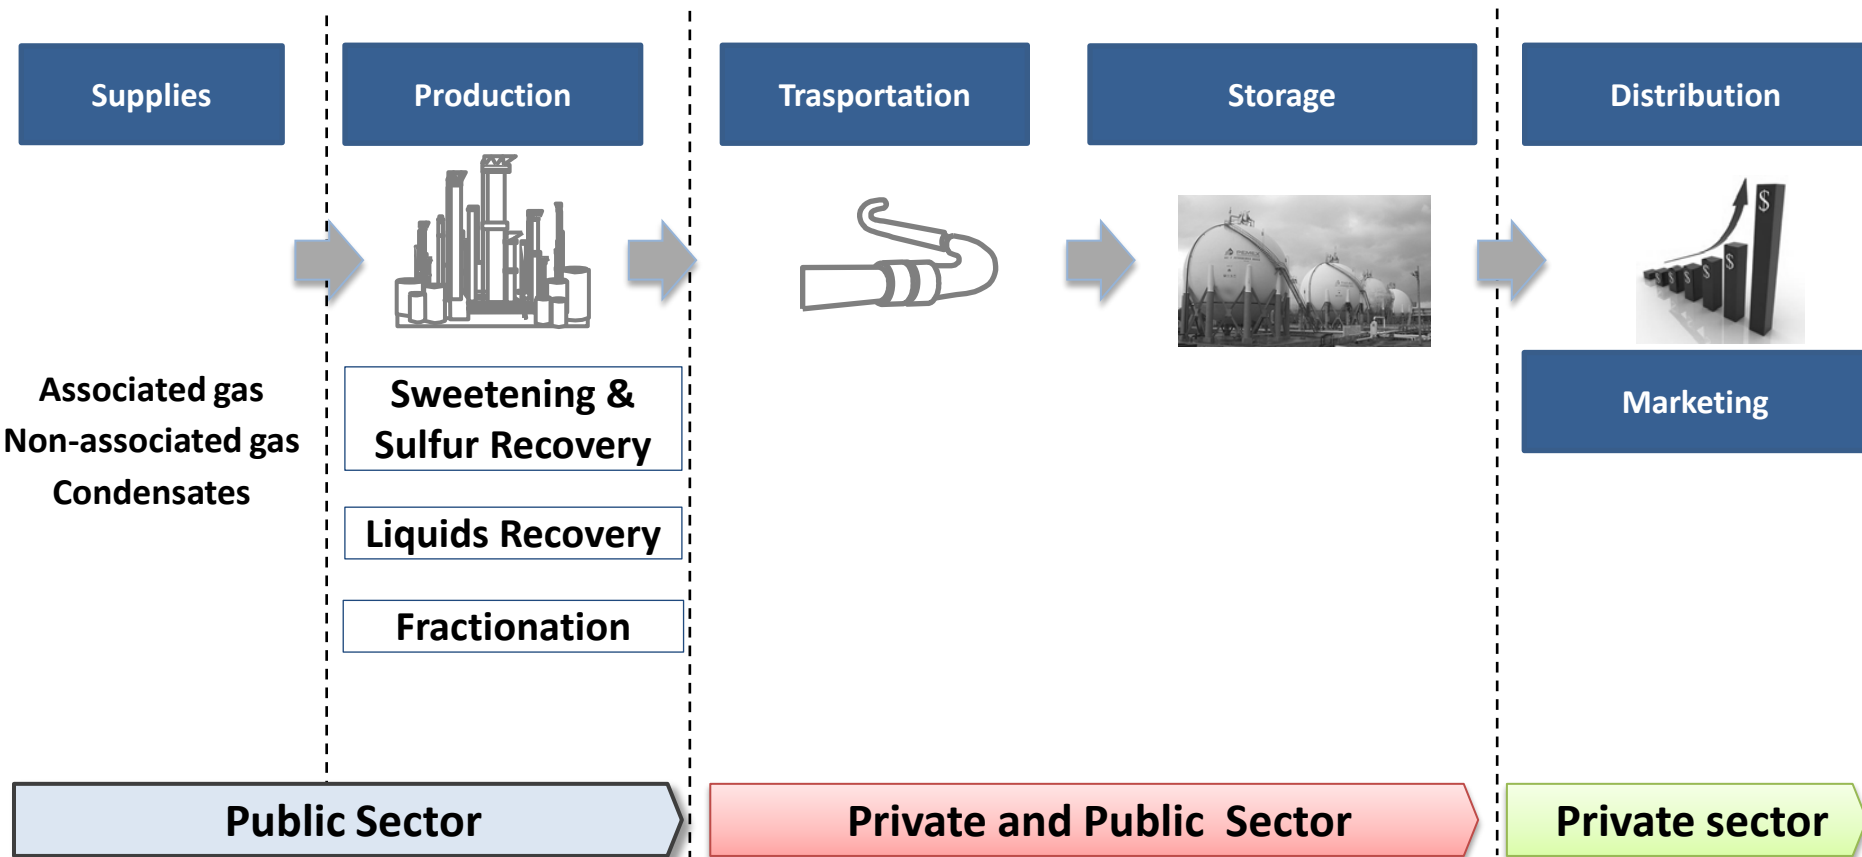 Supplies
Production
Trasportation
Storage
Distribution
$
$
$
$
Associated gas
Non-associated gas
Condensates
Sweetening &
Sulfur Recovery
Liquids Recovery
Fractionation
Marketing
Public Sector
Private and Public  Sector
Private sector